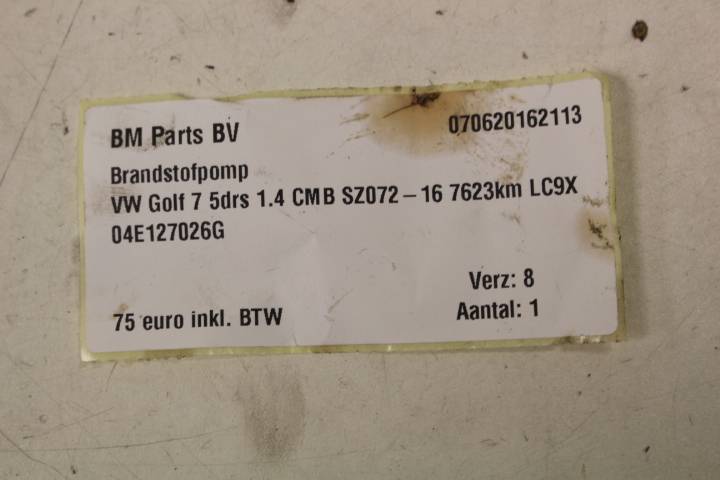 BM Parts BV
070620162113
Brandstofpomp
VW Golf 7 5drs 1.4 CMB SZ072 – 16 7623km LC9X
04E127026G
Verz: 8
75 euro inkl. BTW
Aantal: 1